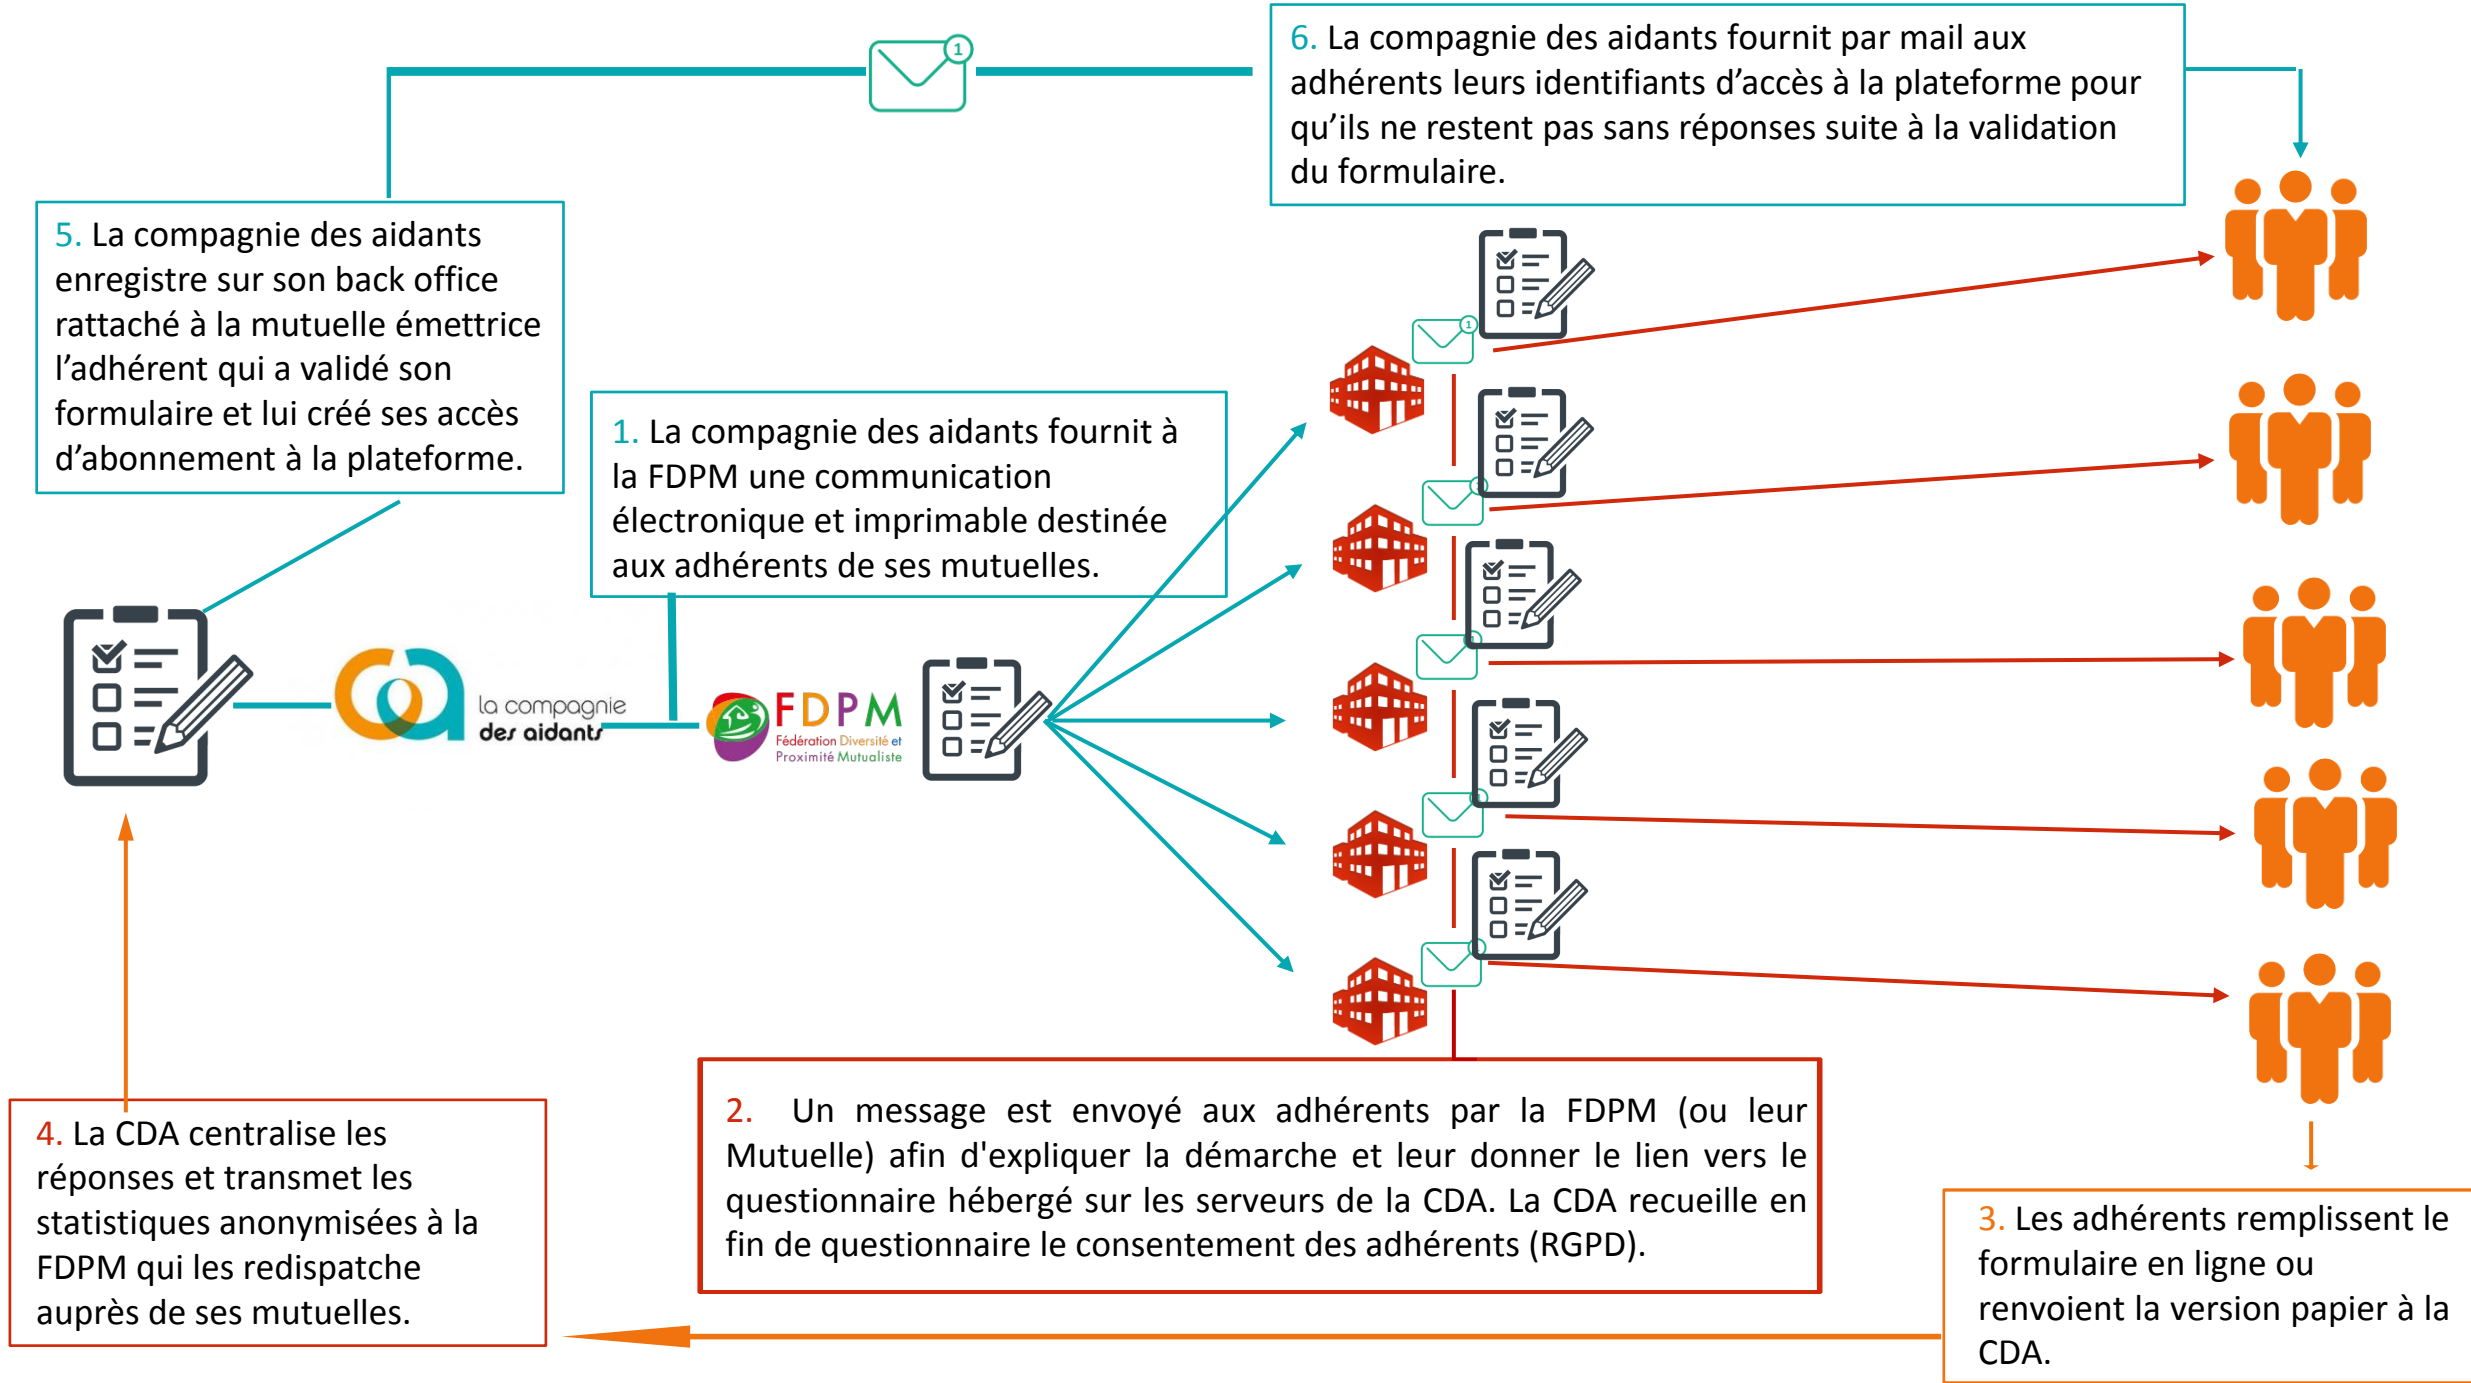 1
6. La compagnie des aidants fournit par mail aux
adhérents leurs identifiants d’accès à la plateforme pour
qu’ils ne restent pas sans réponses suite à la validation
du formulaire.
5. La compagnie des aidants
enregistre sur son back office
rattaché à la mutuelle émettrice
l’adhérent qui a validé son
formulaire et lui créé ses accès
d’abonnement à la plateforme.
1. La compagnie des aidants fournit à
la FDPM une communication
électronique et imprimable destinée
aux adhérents de ses mutuelles.
1
1
1
1
1
la compagnie
des aidants
FDPM
Fédération Diversité et
Proximité Mutualiste
4. La CDA centralise les
réponses et transmet les
statistiques anonymisées à la
FDPM qui les redispatche
auprès de ses mutuelles.
2. Un message est envoyé aux adhérents par la FDPM (ou leur
Mutuelle) afin d'expliquer la démarche et leur donner le lien vers le
questionnaire hébergé sur les serveurs de la CDA. La CDA recueille en
fin de questionnaire le consentement des adhérents (RGPD).
3. Les adhérents remplissent le
formulaire en ligne ou
renvoient la version papier à la
CDA.